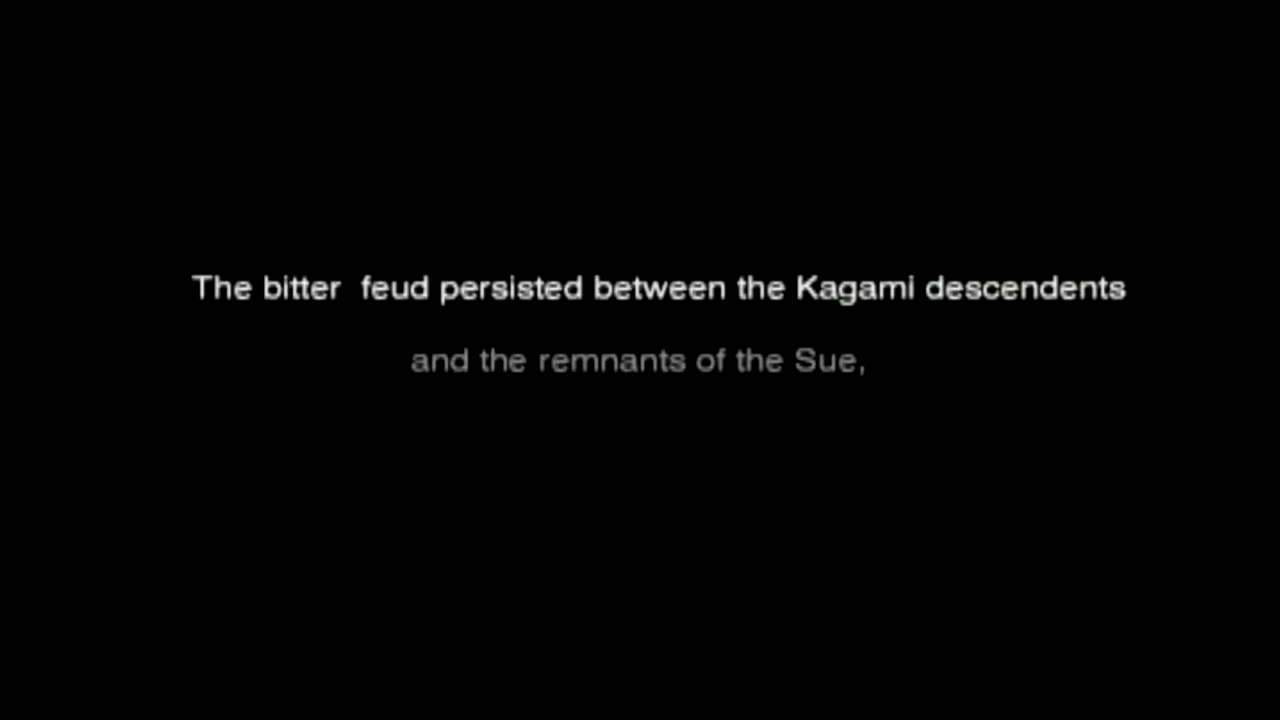 The bitter  feud persisted between the Kagami descendents
and the remnants of the Sue,